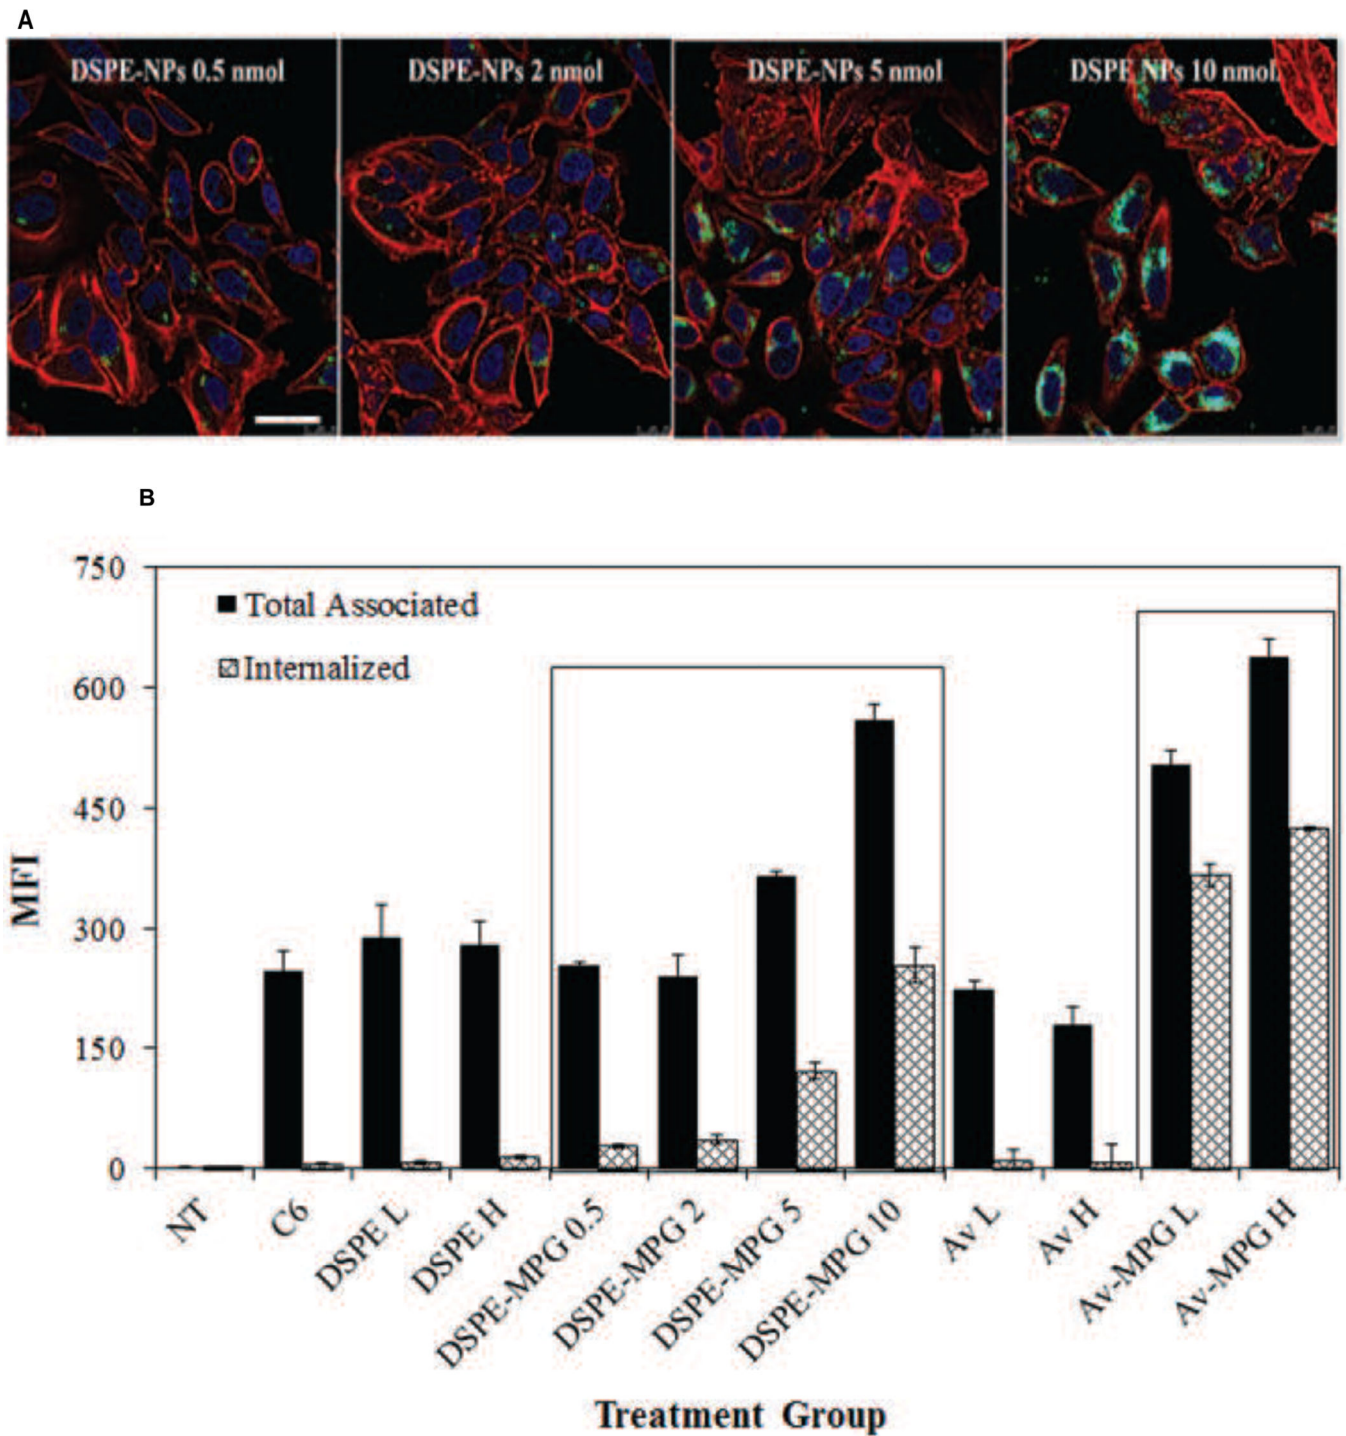 A
DSPE-NPs 0.5 nmol
DSPE-NPs 2 nmol
DSPE-NPs 5 nmol
DSPE NPs 10 nmol
B
750
600
450
300
150
0
MFI
Total Associated
Internalized
NT
C6
DSPE L
DSPE H
DSPE-MPG 0.5
DSPE-MPG 2
DSPE-MPG 5
DSPE-MPG 10
Av L
Av H
Av-MPG L
Av-MPG H
Treatment Group